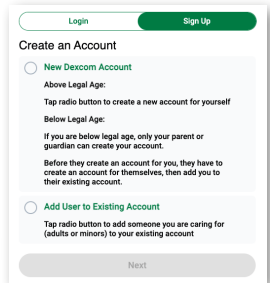 Login
Sign Up
Create an Account
New Dexcom Account
Above Legal Age:
Tap radio button to create a new account for yourself
Below Legal Age:
If you are below legal age, only your parent or
guardian can create your account.
Before they create an account for you, they have to
create an account for themselves, then add you to
their existing account.
Add User to Existing Account
Tap radio button to add someone you are caring for
(adults or minors) to your existing account
Next